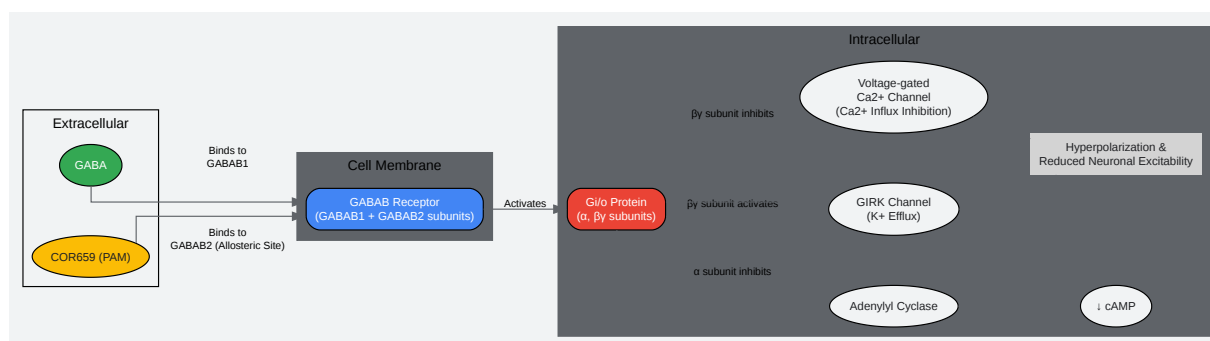 Extracellular
GABA
COR659 (PAM)
Binds to
GABAB1
Binds to
GABAB2 (Allosteric Site)
Cell Membrane
GABAB Receptor
(GABAB1 + GABAB2 subunits)
Activates
Intracellular
Gi/o Protein
(α, βγ subunits)
βγ subunit inhibits
βγ subunit activates
α subunit inhibits
Voltage-gated
Ca2+ Channel
(Ca2+ Influx Inhibition)
GIRK Channel
(K+ Efflux)
Adenylyl Cyclase
Hyperpolarization &
Reduced Neuronal Excitability
↓ cAMP